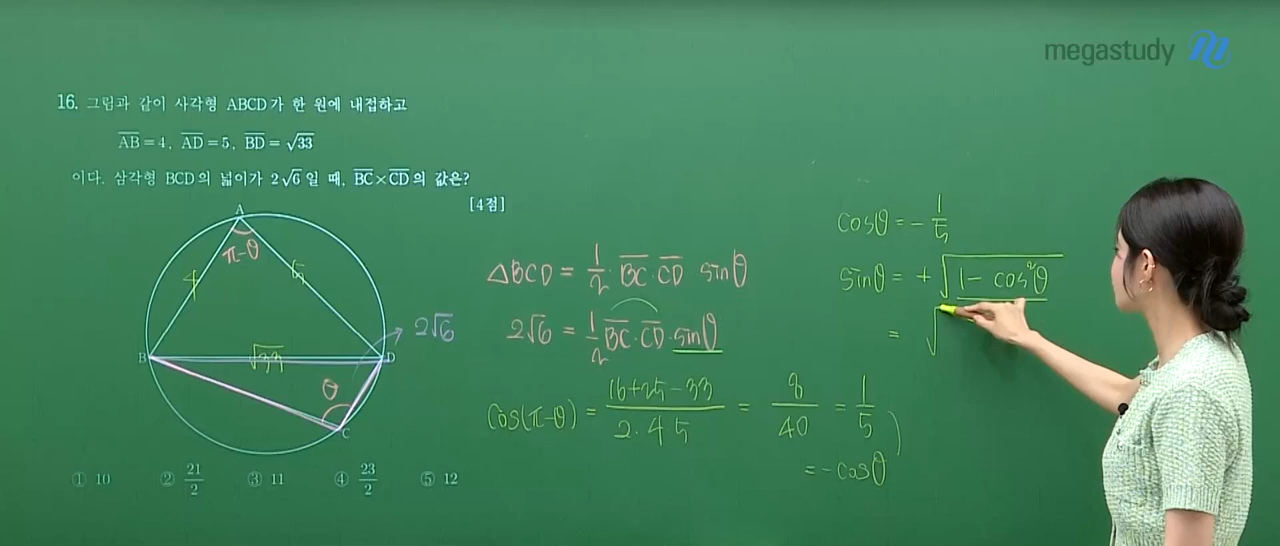 megastudy
16. 그림과 같이 사각형 ABCD가 한 원에 내접하고
AB = 4, AD = 5, BD = √33
이다. 삼각형 BCD의 넓이가 2√6일 때, BC × CD의 값은?
[4점]
A
π-θ
4
5
B
√33
D
2√6
θ
C
① 10 ② 21/2 ③ 11 ④ 23/2 ⑤ 12
△BCD = 1/2 · BC · CD sinθ
2√6 = 1/2 BC · CD · sinθ
cos(π-θ) = (16+25-33)/(2·4·5) = 8/40 = 1/5
= -cosθ
cosθ = - 1/5
sinθ = + √(1 - cos²θ)
= √